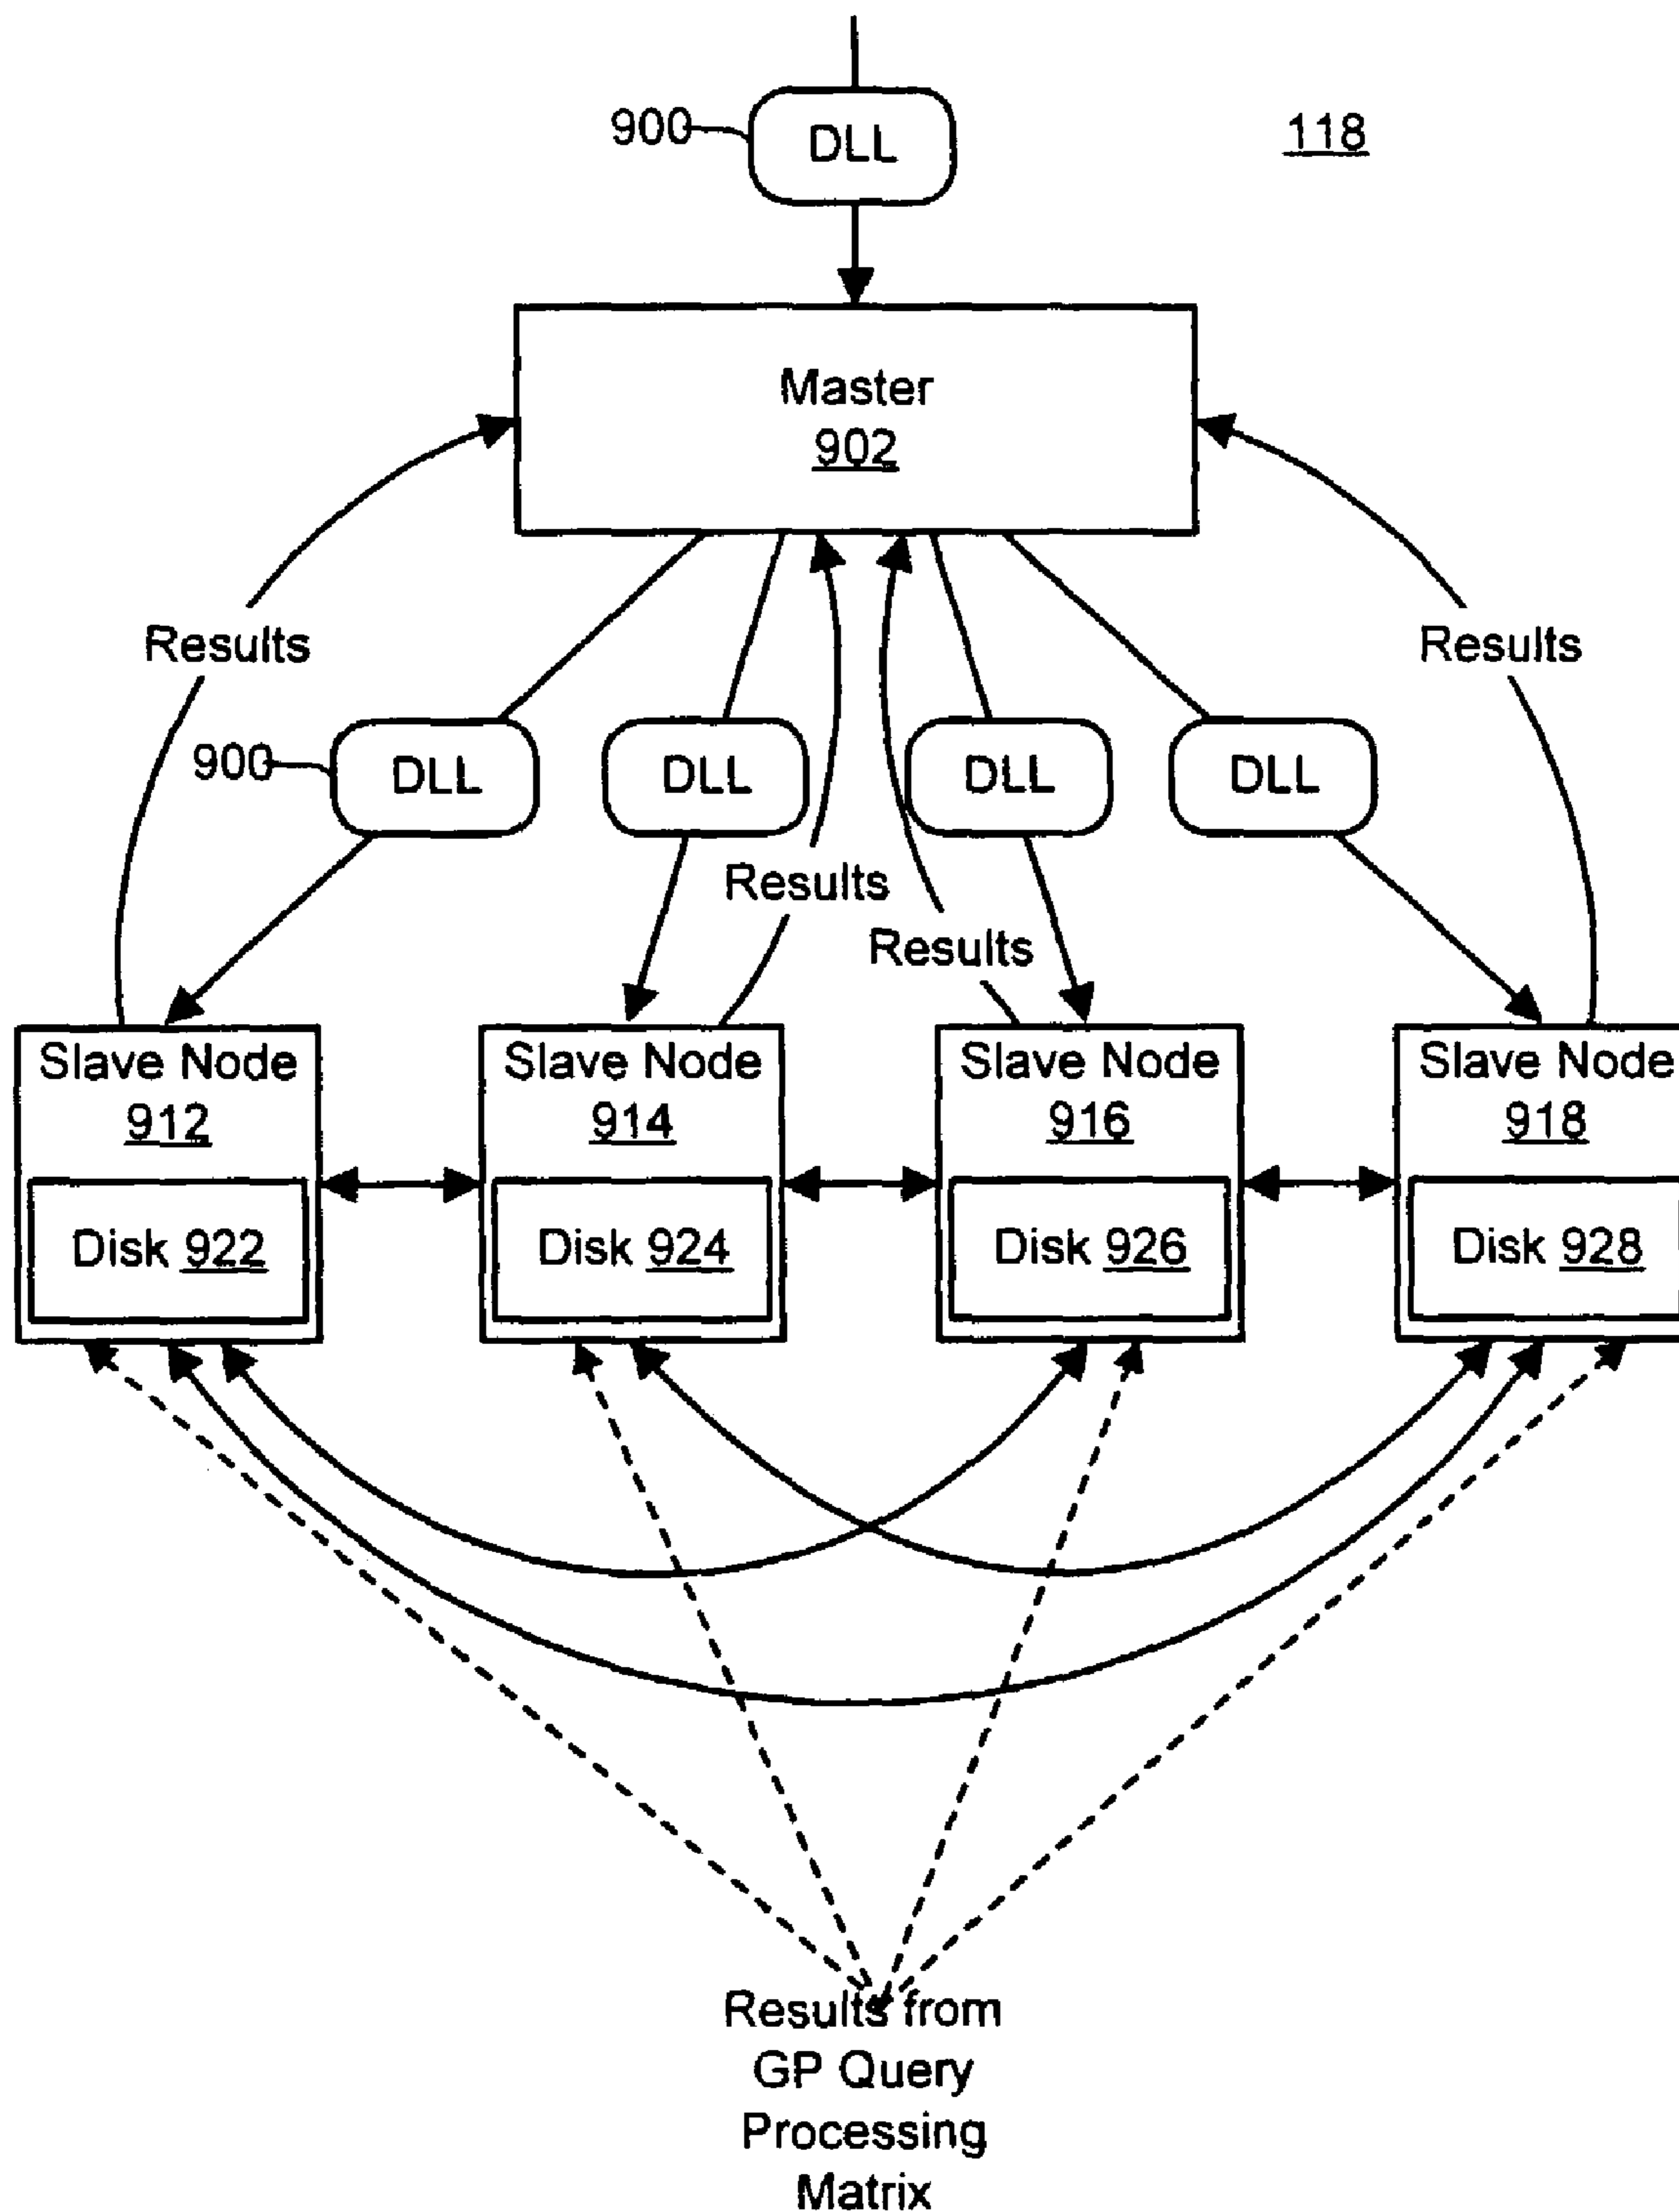 900
DLL
118
Master
902
Results
Results
900
DLL
DLL
DLL
DLL
Results
Results
Slave Node
912
Slave Node
914
Slave Node
916
Slave Node
918
Disk 922
Disk 924
Disk 926
Disk 928
Results from
GP Query
Processing
Matrix